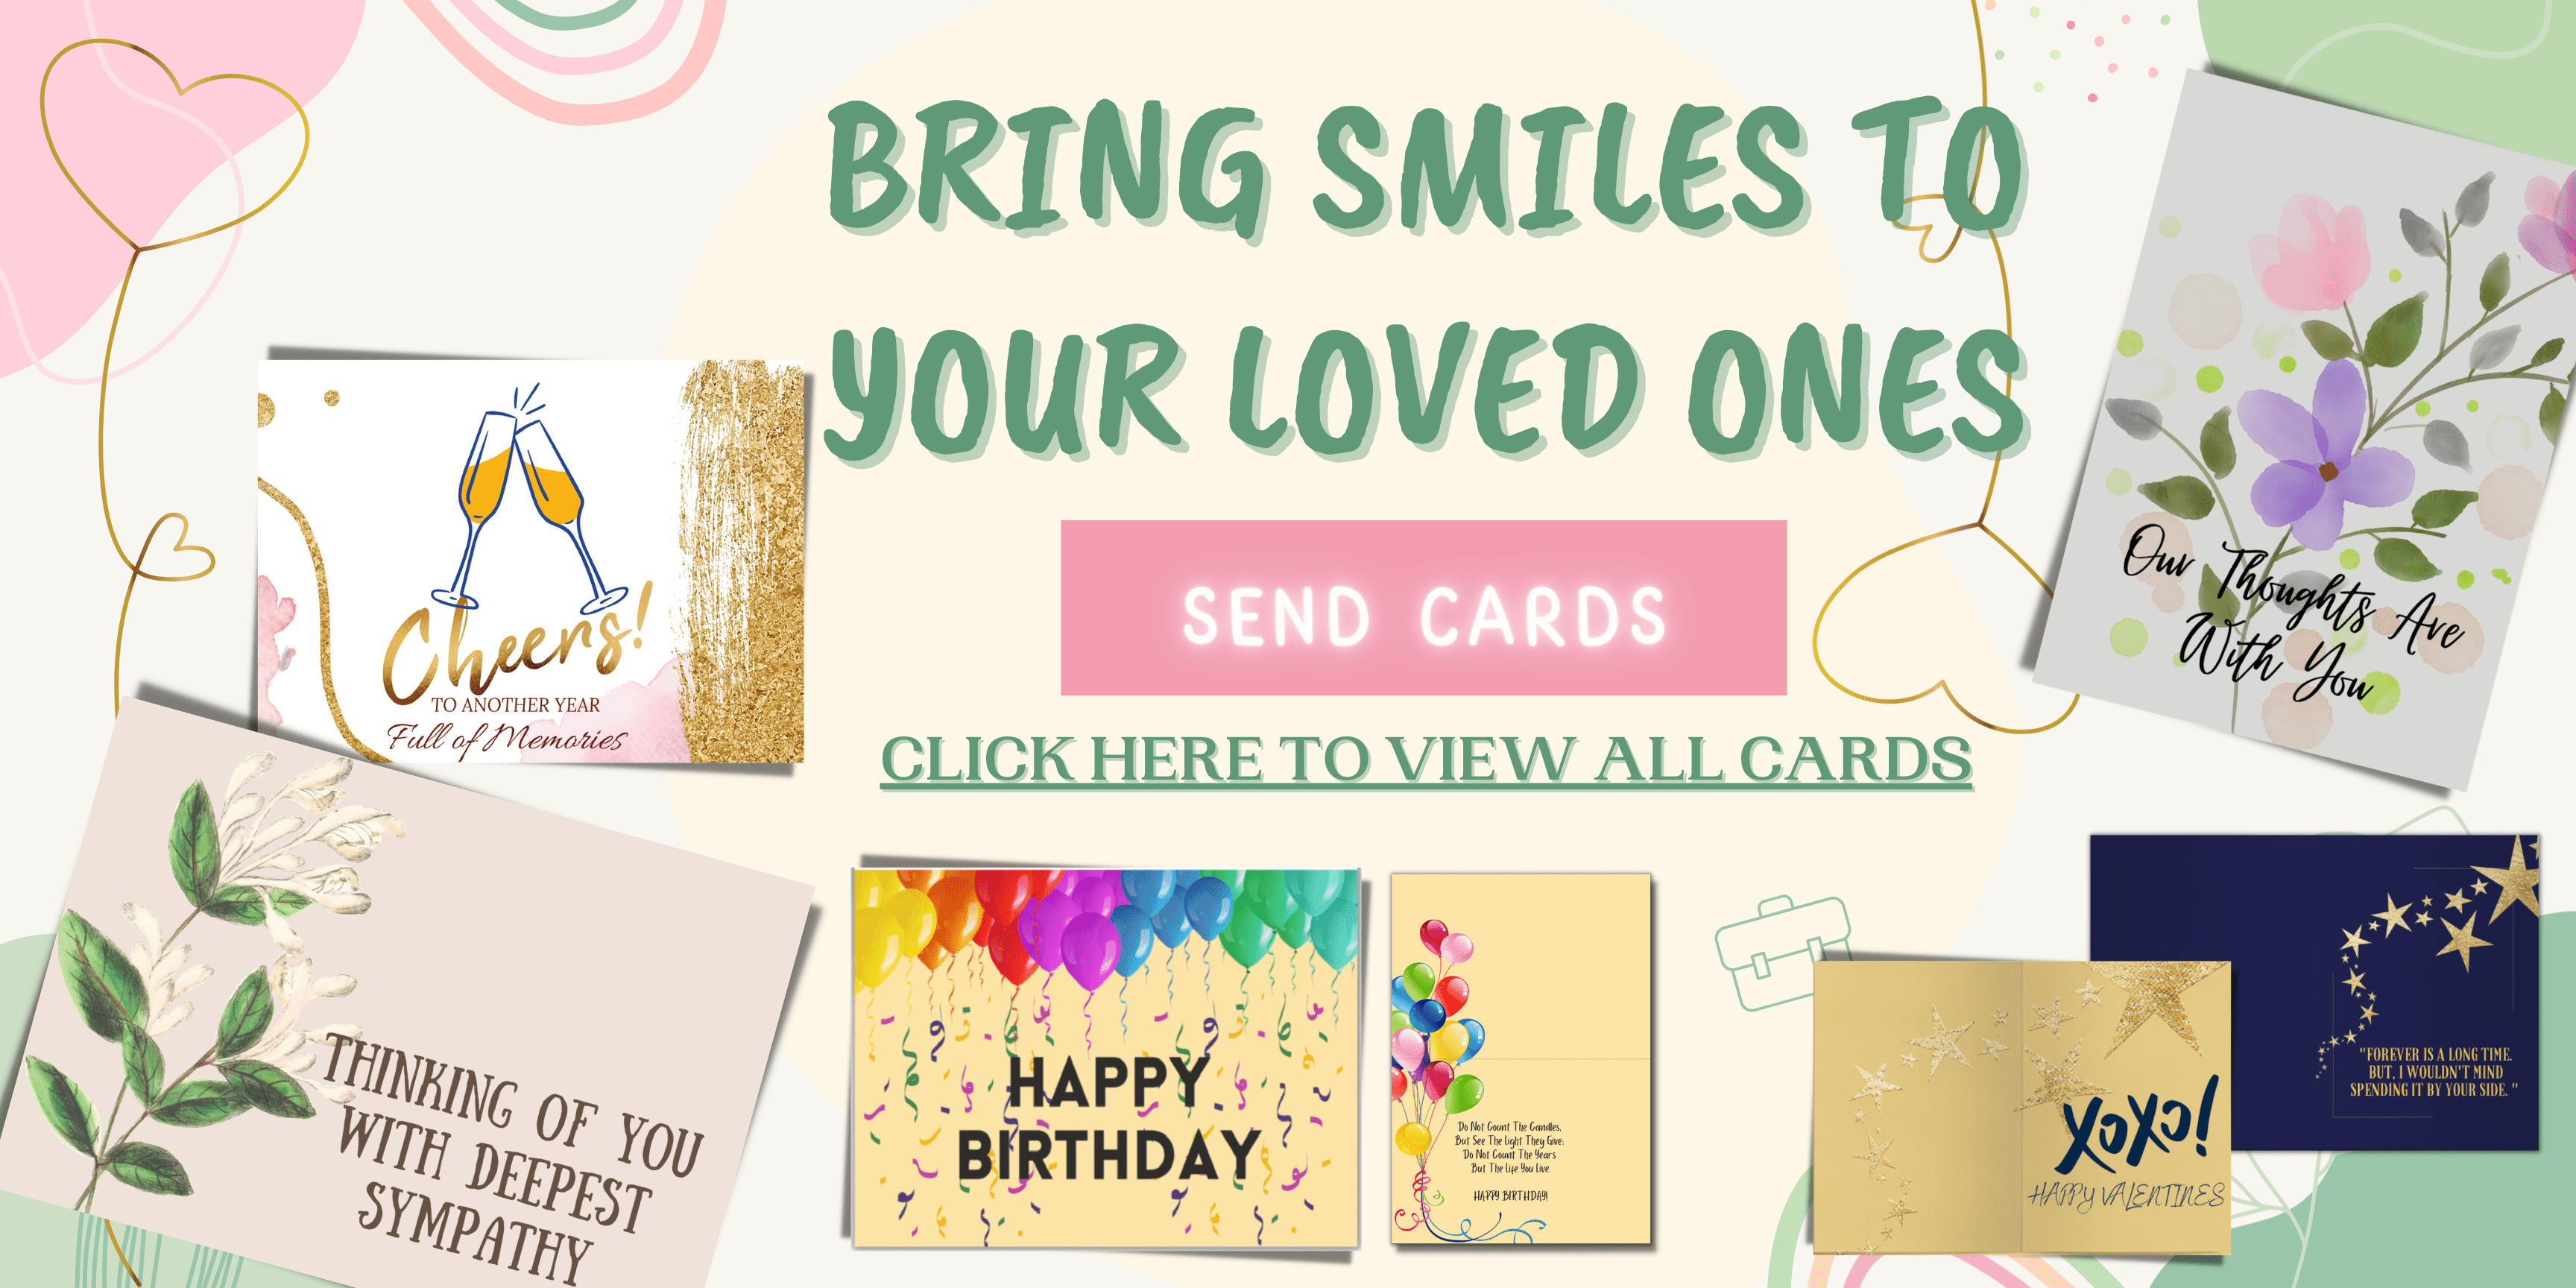 BRING SMILES TO
YOUR LOVED ONES
SEND CARDS
CLICK HERE TO VIEW ALL CARDS
Cheers!
TO ANOTHER YEAR
Full of Memories
Our Thoughts Are
With You
THINKING OF YOU
WITH DEEPEST
SYMPATHY
HAPPY
BIRTHDAY
Do Not Count The Candles,
But See The Light They Give.
Do Not Count The Years
But The Life You Live.
HAPPY BIRTHDAY!
XOXO!
HAPPY VALENTINES
"FOREVER IS A LONG TIME.
BUT, I WOULDN'T MIND
SPENDING IT BY YOUR SIDE. "